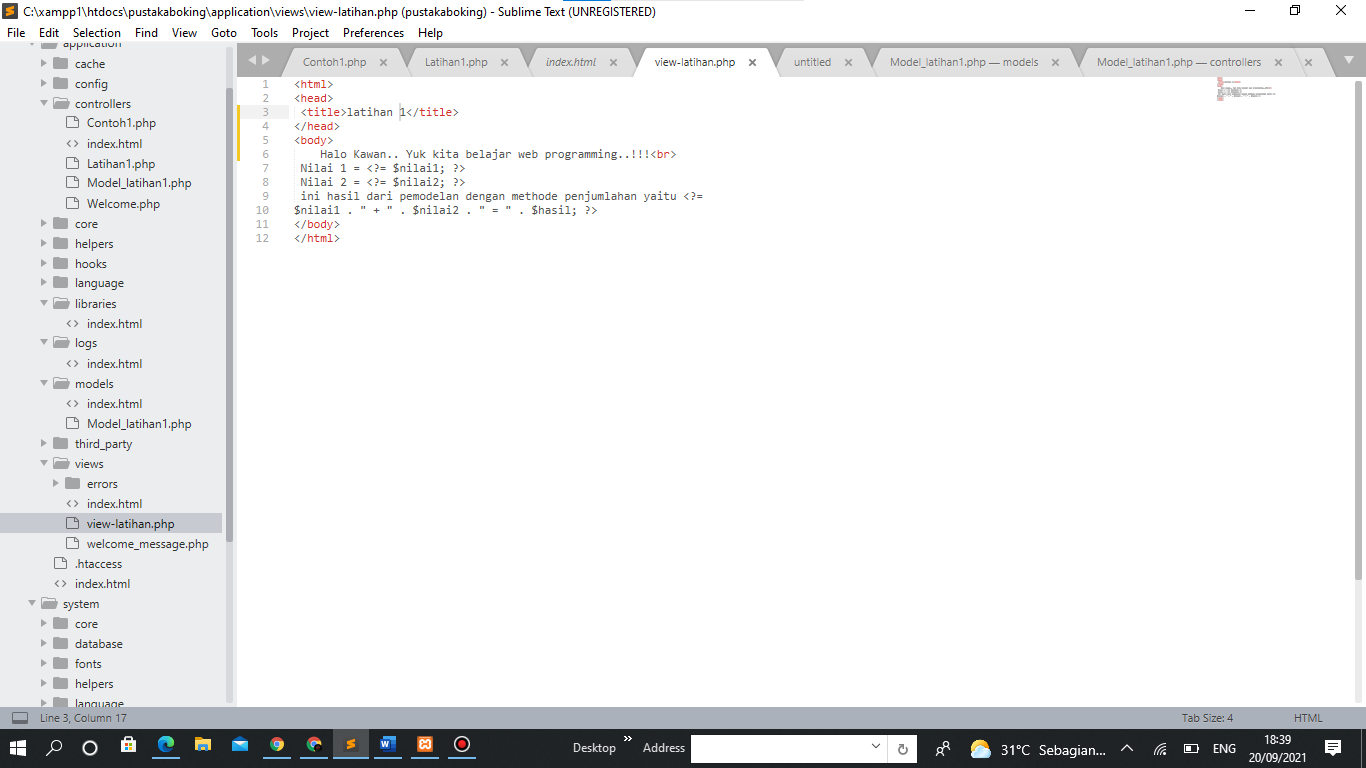 C:\xampp1\htdocs\pustakaboking\application\views\view-latihan.php (pustakaboking) - Sublime Text (UNREGISTERED)
File Edit Selection Find View Goto Tools Project Preferences Help
application
cache
config
controllers
Contoh1.php
index.html
Latihan1.php
Model_latihan1.php
Welcome.php
core
helpers
hooks
language
libraries
index.html
logs
index.html
models
index.html
Model_latihan1.php
third_party
views
errors
index.html
view-latihan.php
welcome_message.php
.htaccess
index.html
system
core
database
fonts
helpers
language
Contoh1.php Latihan1.php index.html view-latihan.php untitled Model_latihan1.php — models Model_latihan1.php — controllers
1 <html>
2 <head>
3 <title>latihan 1</title>
4 </head>
5 <body>
6 Halo Kawan.. Yuk kita belajar web programming..!!!<br>
7 Nilai 1 = <?= $nilai1; ?>
8 Nilai 2 = <?= $nilai2; ?>
9 ini hasil dari pemodelan dengan methode penjumlahan yaitu <?=
10 $nilai1 . " + " . $nilai2 . " = " . $hasil; ?>
11 </body>
12 </html>
Line 3, Column 17 Tab Size: 4 HTML
Desktop » Address 31°C Sebagian... ENG 18:39
20/09/2021